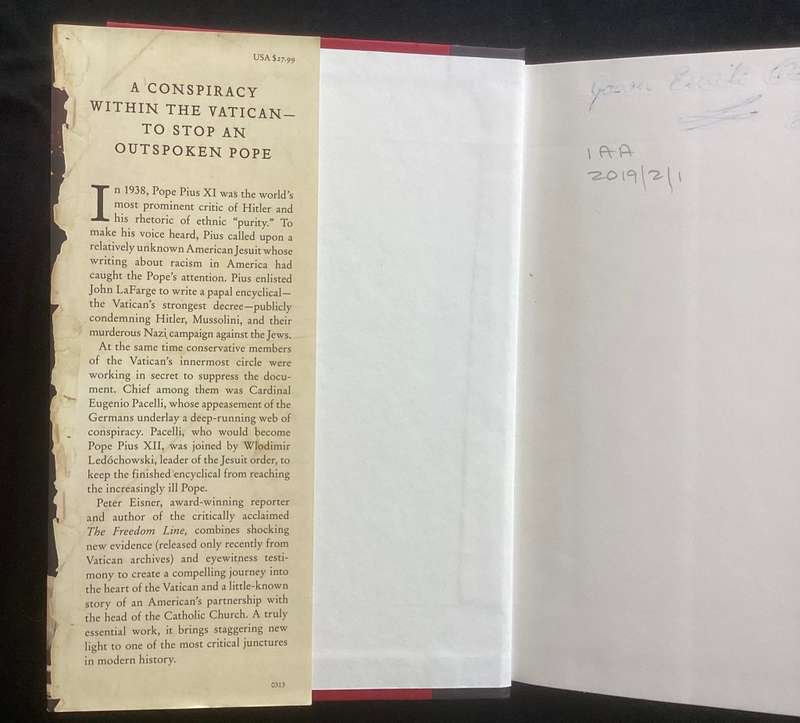 USA $27.99
A CONSPIRACY
WITHIN THE VATICAN—
TO STOP AN
OUTSPOKEN POPE
In 1938, Pope Pius XI was the world's
most prominent critic of Hitler and
his rhetoric of ethnic "purity." To
make his voice heard, Pius called upon a
relatively unknown American Jesuit whose
writing about racism in America had
caught the Pope's attention. Pius enlisted
John LaFarge to write a papal encyclical—
the Vatican's strongest decree—publicly
condemning Hitler, Mussolini, and their
murderous Nazi campaign against the Jews.
At the same time conservative members
of the Vatican's innermost circle were
working in secret to suppress the docu-
ment. Chief among them was Cardinal
Eugenio Pacelli, whose appeasement of the
Germans underlay a deep-running web of
conspiracy. Pacelli, who would become
Pope Pius XII, was joined by Wlodimir
Ledóchowski, leader of the Jesuit order, to
keep the finished encyclical from reaching
the increasingly ill Pope.
Peter Eisner, award-winning reporter
and author of the critically acclaimed
The Freedom Line, combines shocking
new evidence (released only recently from
Vatican archives) and eyewitness testi-
mony to create a compelling journey into
the heart of the Vatican and a little-known
story of an American's partnership with
the head of the Catholic Church. A truly
essential work, it brings staggering new
light to one of the most critical junctures
in modern history.
0313
IAA
2019/2/1